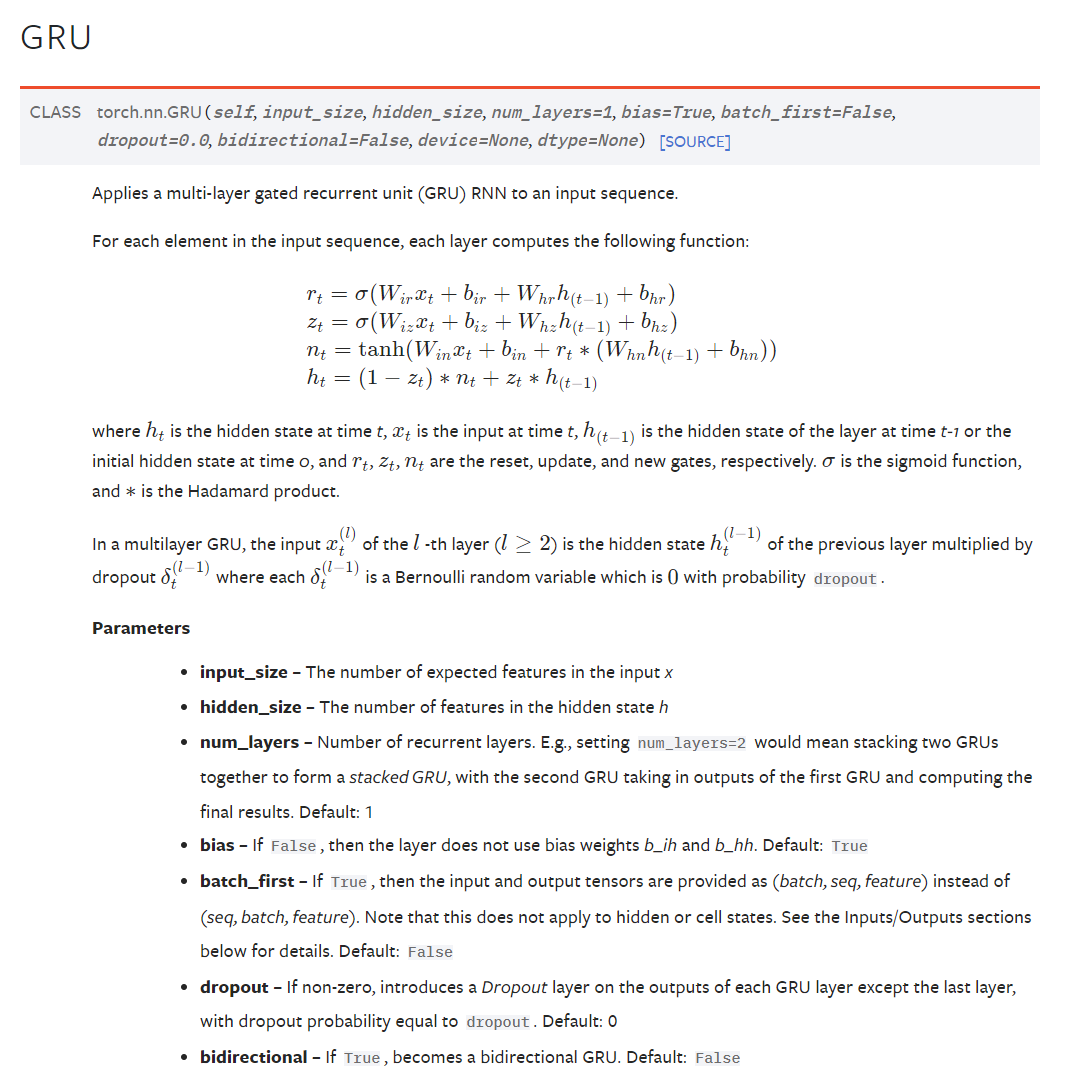 GRU
CLASS torch.nn.GRU(self, input_size, hidden_size, num_layers=1, bias=True, batch_first=False,
dropout=0.0, bidirectional=False, device=None, dtype=None) [SOURCE]
Applies a multi-layer gated recurrent unit (GRU) RNN to an input sequence.
For each element in the input sequence, each layer computes the following function:
r_t = σ(W_{ir}x_t + b_{ir} + W_{hr}h_{(t−1)} + b_{hr})
z_t = σ(W_{iz}x_t + b_{iz} + W_{hz}h_{(t−1)} + b_{hz})
n_t = tanh(W_{in}x_t + b_{in} + r_t ∗ (W_{hn}h_{(t−1)} + b_{hn}))
h_t = (1 − z_t) ∗ n_t + z_t ∗ h_{(t−1)}
where h_t is the hidden state at time t, x_t is the input at time t, h_{(t−1)} is the hidden state of the layer at time t-1 or the
initial hidden state at time 0, and r_t, z_t, n_t are the reset, update, and new gates, respectively. σ is the sigmoid function,
and ∗ is the Hadamard product.
In a multilayer GRU, the input x_t^{(l)} of the l -th layer (l ≥ 2) is the hidden state h_t^{(l−1)} of the previous layer multiplied by
dropout δ_t^{(l−1)} where each δ_t^{(l−1)} is a Bernoulli random variable which is 0 with probability dropout.
Parameters
• input_size – The number of expected features in the input x
• hidden_size – The number of features in the hidden state h
• num_layers – Number of recurrent layers. E.g., setting num_layers=2 would mean stacking two GRUs
together to form a stacked GRU, with the second GRU taking in outputs of the first GRU and computing the
final results. Default: 1
• bias – If False, then the layer does not use bias weights b_ih and b_hh. Default: True
• batch_first – If True, then the input and output tensors are provided as (batch, seq, feature) instead of
(seq, batch, feature). Note that this does not apply to hidden or cell states. See the Inputs/Outputs sections
below for details. Default: False
• dropout – If non-zero, introduces a Dropout layer on the outputs of each GRU layer except the last layer,
with dropout probability equal to dropout. Default: 0
• bidirectional – If True, becomes a bidirectional GRU. Default: False